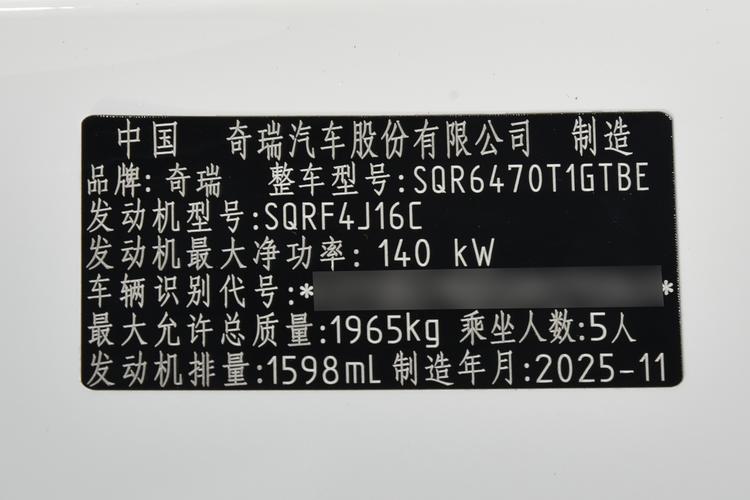 中国 奇瑞汽车股份有限公司 制造
品牌: 奇瑞 整车型号:SQR6470T1GTBE
发动机型号:SQRF4J16C
发动机最大净功率: 140 kW
车辆识别代号:* *
最大允许总质量:1965kg 乘坐人数:5人
发动机排量:1598mL 制造年月:2025-11